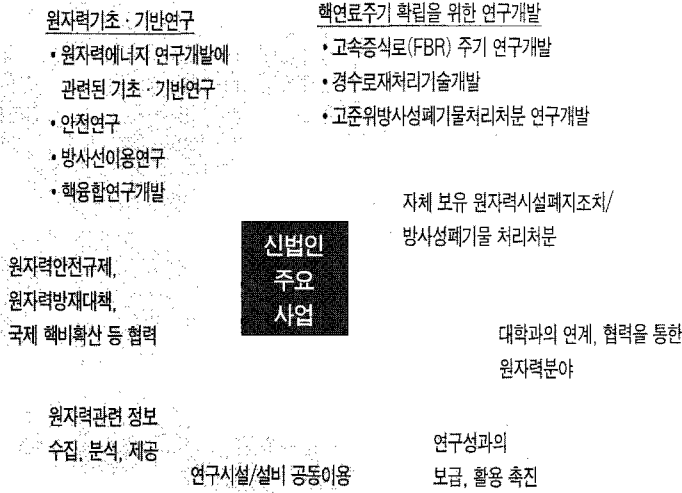 원자력기초·기반연구
• 원자력에너지 연구개발에
관련된 기초·기반연구
• 안전연구
• 방사선이용연구
• 핵융합연구개발
핵연료주기 확립을 위한 연구개발
• 고속증식로(FBR) 주기 연구개발
• 경수로재처리기술개발
• 고준위방사성폐기물처리처분 연구개발
자체 보유 원자력시설폐지조치/
방사성폐기물 처리처분
신법인
주요
사업
원자력안전규제,
원자력방재대책,
국제 핵비확산 등 협력
대학과의 연계, 협력을 통한
원자력분야
원자력관련 정보
수집, 분석, 제공
연구시설/설비 공동이용
연구성과의
보급, 활용 촉진